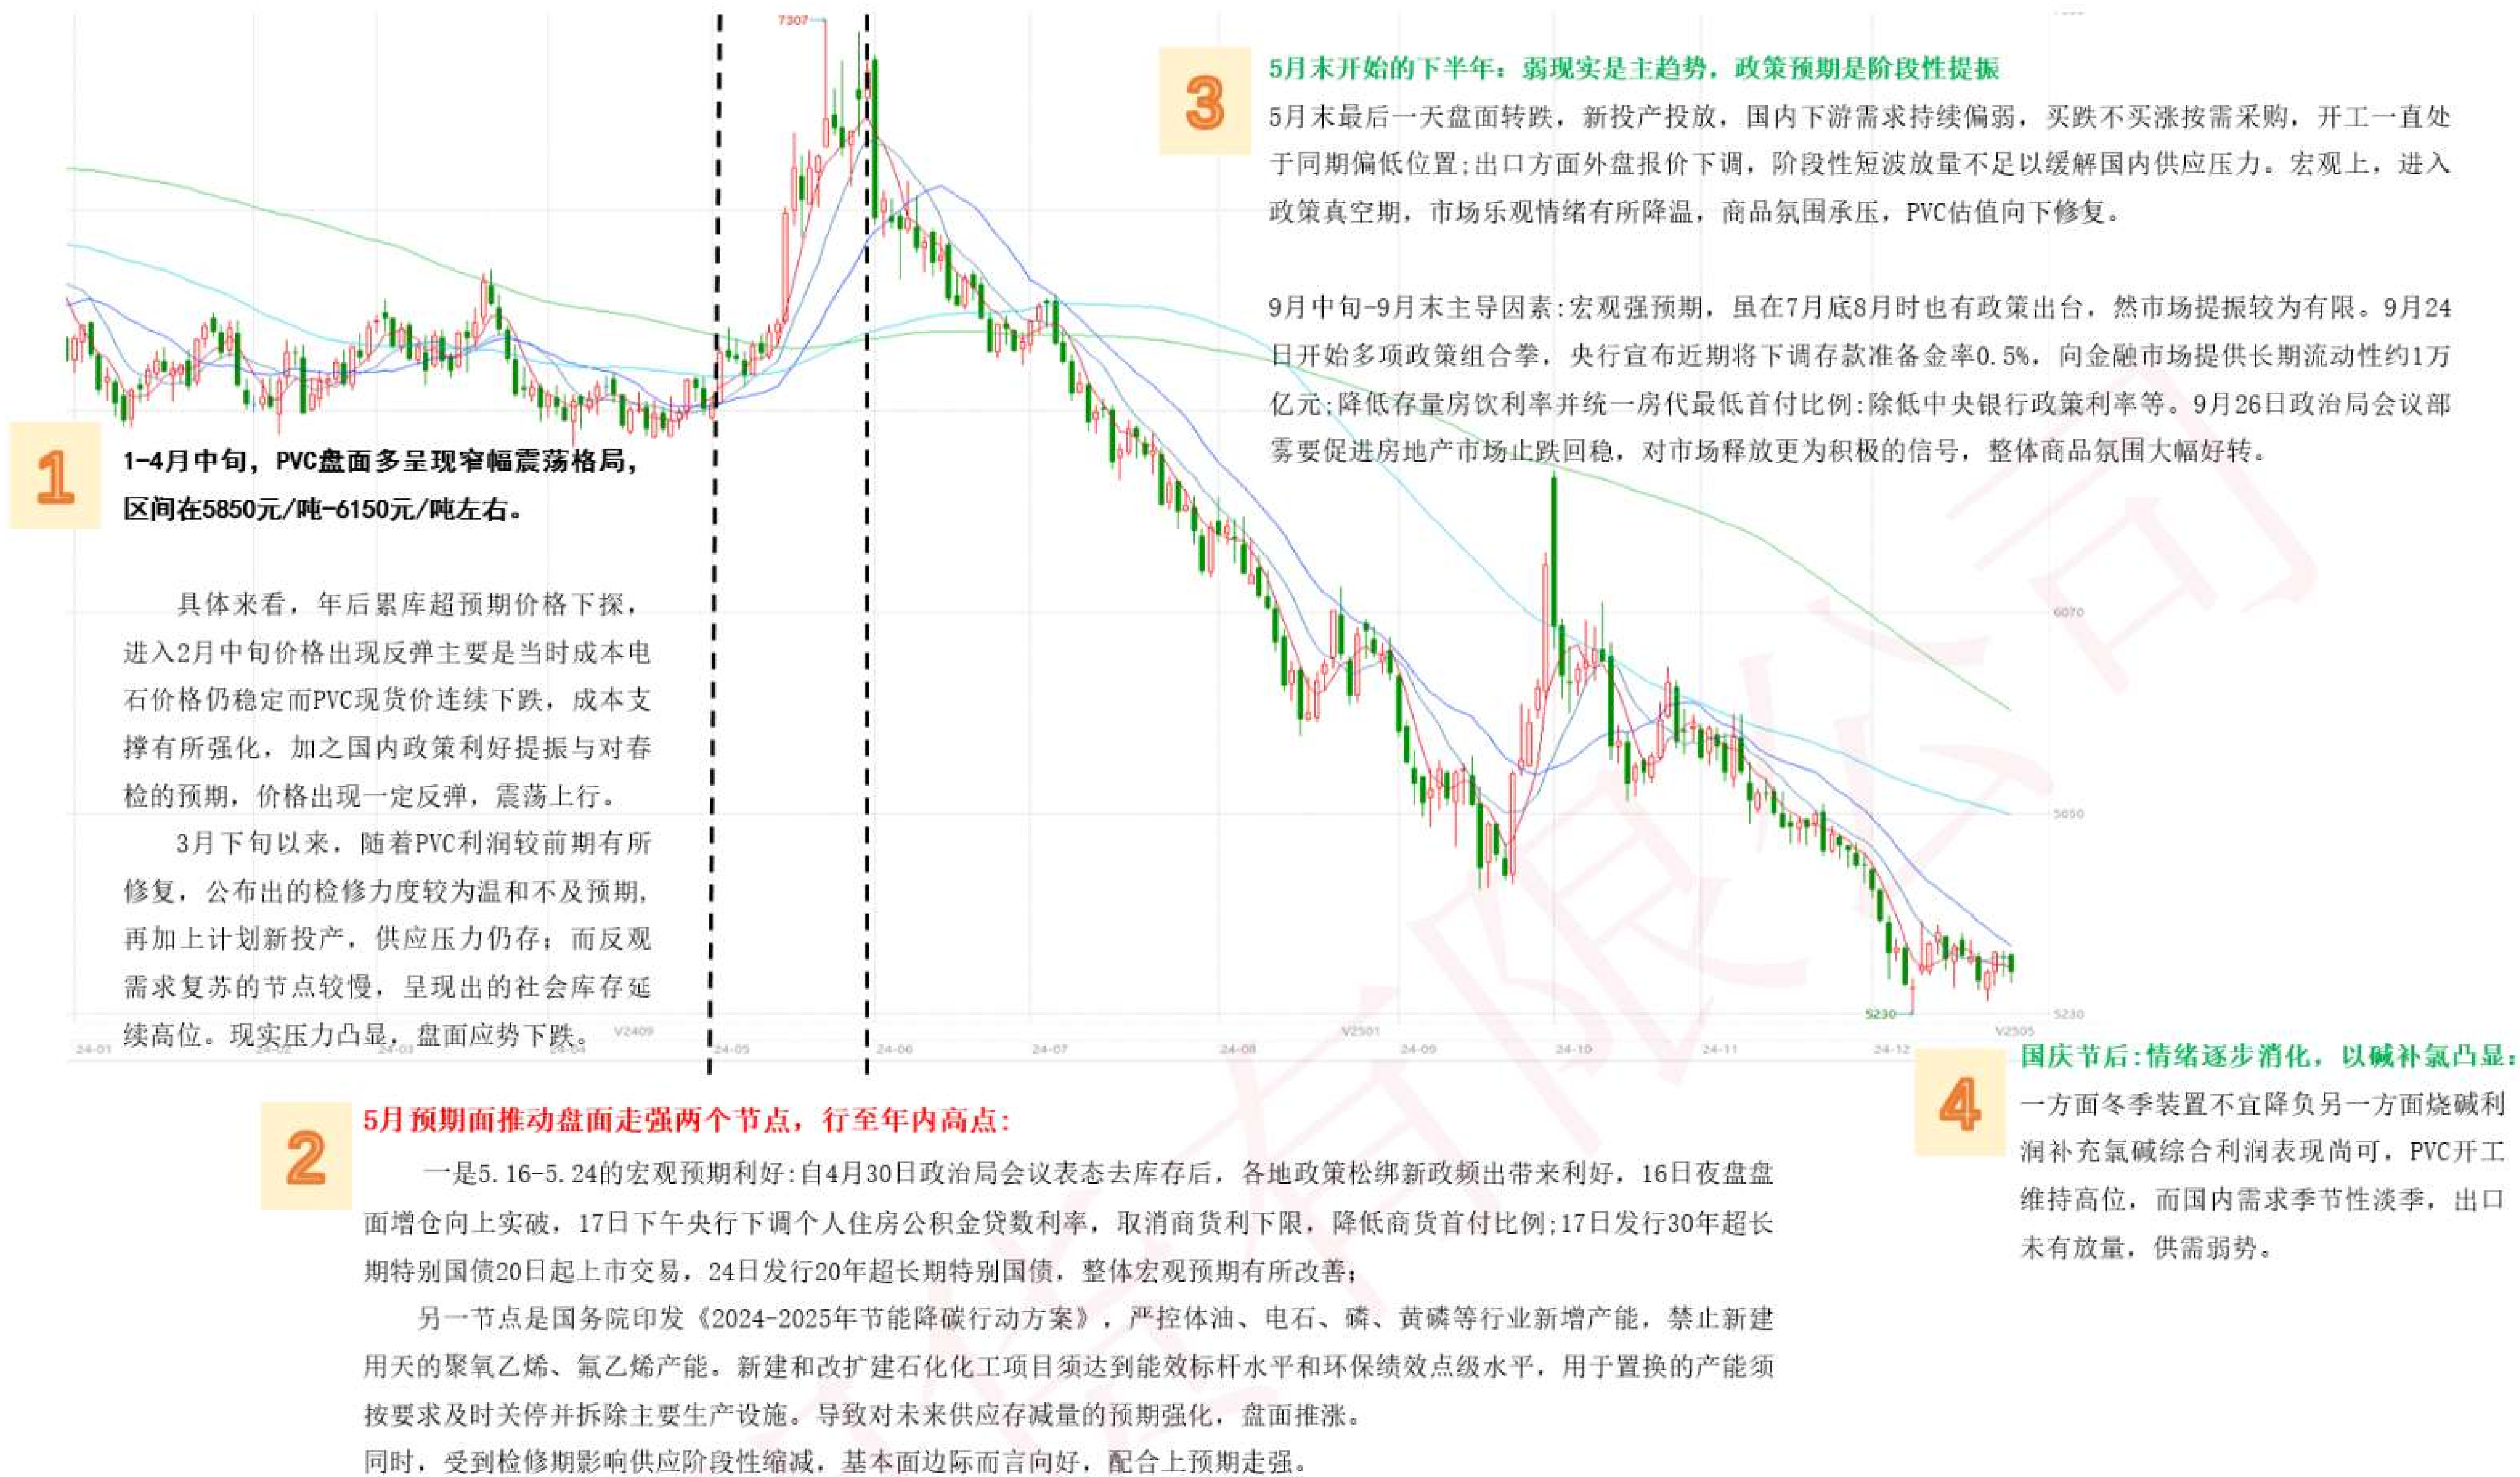 7307
3
5月末开始的下半年：弱现实是主趋势，政策预期是阶段性提振
5月末最后一天盘面转跌，新投产投放，国内下游需求持续偏弱，买跌不买涨按需采购，开工一直处
于同期偏低位置;出口方面外盘报价下调，阶段性短波放量不足以缓解国内供应压力。宏观上，进入
政策真空期，市场乐观情绪有所降温，商品氛围承压，PVC估值向下修复。
9月中旬-9月末主导因素:宏观强预期，虽在7月底8月时也有政策出台，然市场提振较为有限。9月24
日开始多项政策组合拳，央行宣布近期将下调存款准备金率0.5%，向金融市场提供长期流动性约1万
亿元;降低存量房饮利率并统一房代最低首付比例:除低中央银行政策利率等。9月26日政治局会议部
雾要促进房地产市场止跌回稳，对市场释放更为积极的信号，整体商品氛围大幅好转。
1
1-4月中旬，PVC盘面多呈现窄幅震荡格局，
区间在5850元/吨-6150元/吨左右。
具体来看，年后累库超预期价格下探，
进入2月中旬价格出现反弹主要是当时成本电
石价格仍稳定而PVC现货价连续下跌，成本支
撑有所强化，加之国内政策利好提振与对春
检的预期，价格出现一定反弹，震荡上行。
3月下旬以来，随着PVC利润较前期有所
修复，公布出的检修力度较为温和不及预期，
再加上计划新投产，供应压力仍存；而反观
需求复苏的节点较慢，呈现出的社会库存延
续高位。现实压力凸显，盘面应势下跌。
6070
5650
5230
5230
V2409
V2501
V2505
24-01
24-02
24-03
24-04
24-05
24-06
24-07
24-08
24-09
24-10
24-11
24-12
4
国庆节后:情绪逐步消化，以碱补氯凸显:
一方面冬季装置不宜降负另一方面烧碱利
润补充氯碱综合利润表现尚可，PVC开工
维持高位，而国内需求季节性淡季，出口
未有放量，供需弱势。
2
5月预期面推动盘面走强两个节点，行至年内高点:
一是5.16-5.24的宏观预期利好:自4月30日政治局会议表态去库存后，各地政策松绑新政频出带来利好，16日夜盘盘
面增仓向上实破，17日下午央行下调个人住房公积金贷数利率，取消商货利下限，降低商货首付比例;17日发行30年超长
期特别国债20日起上市交易，24日发行20年超长期特别国债，整体宏观预期有所改善；
另一节点是国务院印发《2024-2025年节能降碳行动方案》，严控体油、电石、磷、黄磷等行业新增产能，禁止新建
用天的聚氧乙烯、氟乙烯产能。新建和改扩建石化化工项目须达到能效标杆水平和环保绩效点级水平，用于置换的产能须
按要求及时关停并拆除主要生产设施。导致对未来供应存减量的预期强化，盘面推涨。
同时，受到检修期影响供应阶段性缩减，基本面边际而言向好，配合上预期走强。
有限公司